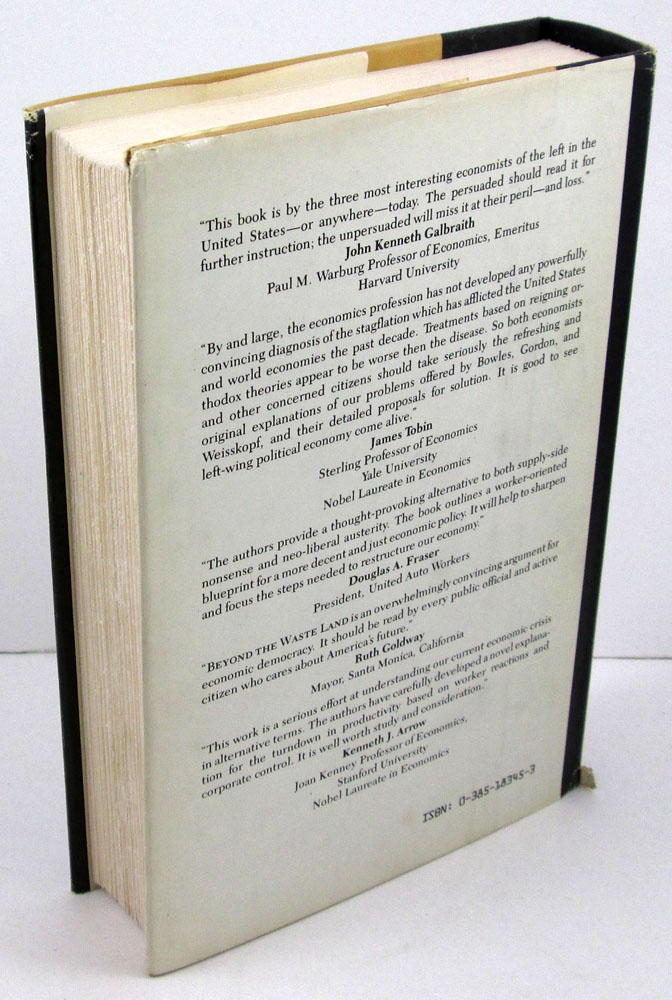 “This book is by the three most interesting economists of the left in the
United States—or anywhere—today. The persuaded should read it for
further instruction; the unpersuaded will miss it at their peril—and loss.”
John Kenneth Galbraith
Paul M. Warburg Professor of Economics, Emeritus
Harvard University
“By and large, the economics profession has not developed any powerfully
convincing diagnosis of the stagflation which has afflicted the United States
and world economies the past decade. Treatments based on reigning or-
thodox theories appear to be worse then the disease. So both economists
and other concerned citizens should take seriously the refreshing and
original explanations of our problems offered by Bowles, Gordon, and
Weisskopf, and their detailed proposals for solution. It is good to see
left-wing political economy come alive.”
James Tobin
Sterling Professor of Economics
Yale University
Nobel Laureate in Economics
“The authors provide a thought-provoking alternative to both supply-side
nonsense and neo-liberal austerity. The book outlines a worker-oriented
blueprint for a more decent and just economic policy. It will help to sharpen
and focus the steps needed to restructure our economy.”
Douglas A. Fraser
President, United Auto Workers
“BEYOND THE WASTE LAND is an overwhelmingly convincing argument for
economic democracy. It should be read by every public official and active
citizen who cares about America's future.”
Ruth Goldway
Mayor, Santa Monica, California
“This work is a serious effort at understanding our current economic crisis
in alternative terms. The authors have carefully developed a novel explana-
tion for the turndown in productivity based on worker reactions and
corporate control. It is well worth study and consideration.”
Kenneth J. Arrow
Joan Kenney Professor of Economics,
Stanford University
Nobel Laureate in Economics
ISBN: 0-385-18345-3